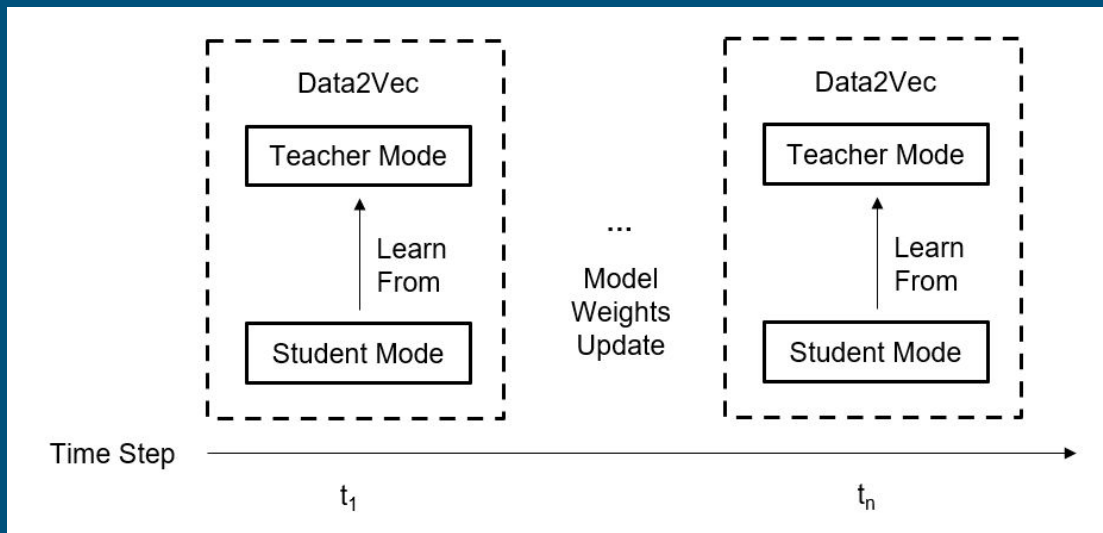 Data2Vec
Teacher Mode
Learn
From
Student Mode
...
Model
Weights
Update
Data2Vec
Teacher Mode
Learn
From
Student Mode
Time Step
t₁
tₙ